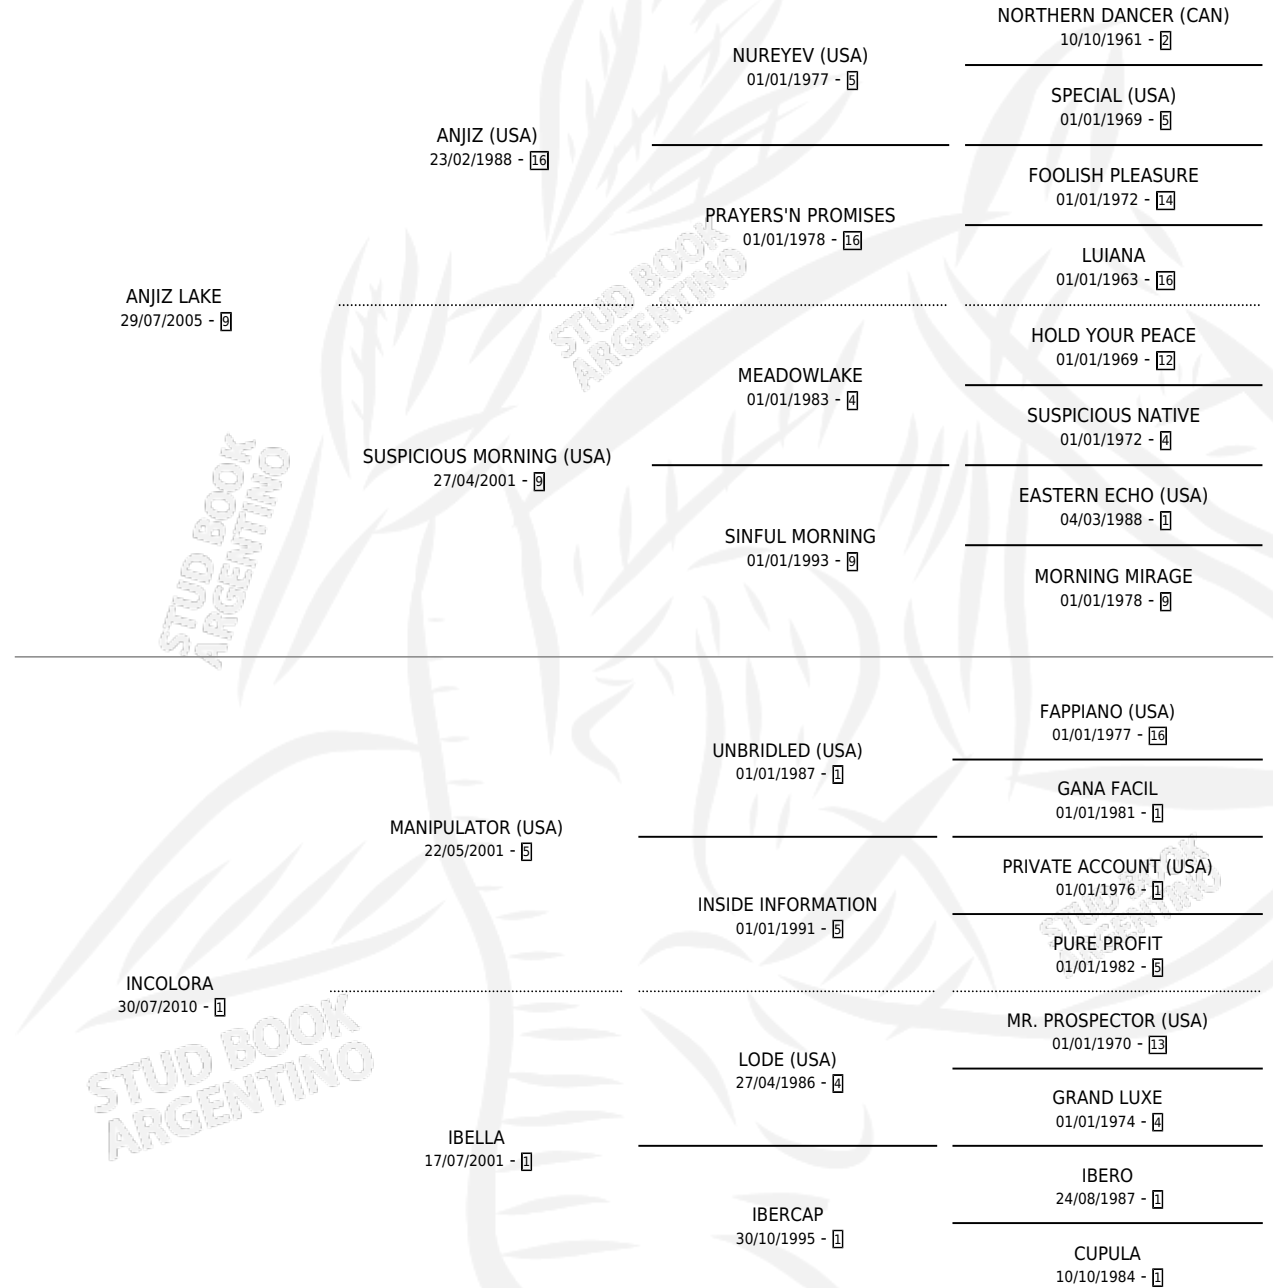 NORTHERN DANCER (CAN)
10/10/1961 - 2
NUREYEV (USA)
01/01/1977 - 5
SPECIAL (USA)
01/01/1969 - 5
ANJIZ (USA)
23/02/1988 - 16
FOOLISH PLEASURE
01/01/1972 - 14
PRAYERS'N PROMISES
01/01/1978 - 16
LUIANA
01/01/1963 - 16
ANJIZ LAKE
29/07/2005 - 9
HOLD YOUR PEACE
01/01/1969 - 12
MEADOWLAKE
01/01/1983 - 4
SUSPICIOUS NATIVE
01/01/1972 - 4
SUSPICIOUS MORNING (USA)
27/04/2001 - 9
EASTERN ECHO (USA)
04/03/1988 - 1
SINFUL MORNING
01/01/1993 - 9
MORNING MIRAGE
01/01/1978 - 9
STUD BOOK
ARGENTINO
STUD BOOK
ARGENTINO
FAPPIANO (USA)
01/01/1977 - 16
UNBRIDLED (USA)
01/01/1987 - 1
GANA FACIL
01/01/1981 - 1
MANIPULATOR (USA)
22/05/2001 - 5
PRIVATE ACCOUNT (USA)
01/01/1976 - 1
INSIDE INFORMATION
01/01/1991 - 5
PURE PROFIT
01/01/1982 - 5
INCOLORA
30/07/2010 - 1
MR. PROSPECTOR (USA)
01/01/1970 - 13
LODE (USA)
27/04/1986 - 4
GRAND LUXE
01/01/1974 - 4
IBELLA
17/07/2001 - 1
IBERO
24/08/1987 - 1
IBERCAP
30/10/1995 - 1
CUPULA
10/10/1984 - 1
STUD BOOK
ARGENTINO
STUD BOOK
ARGENTINO